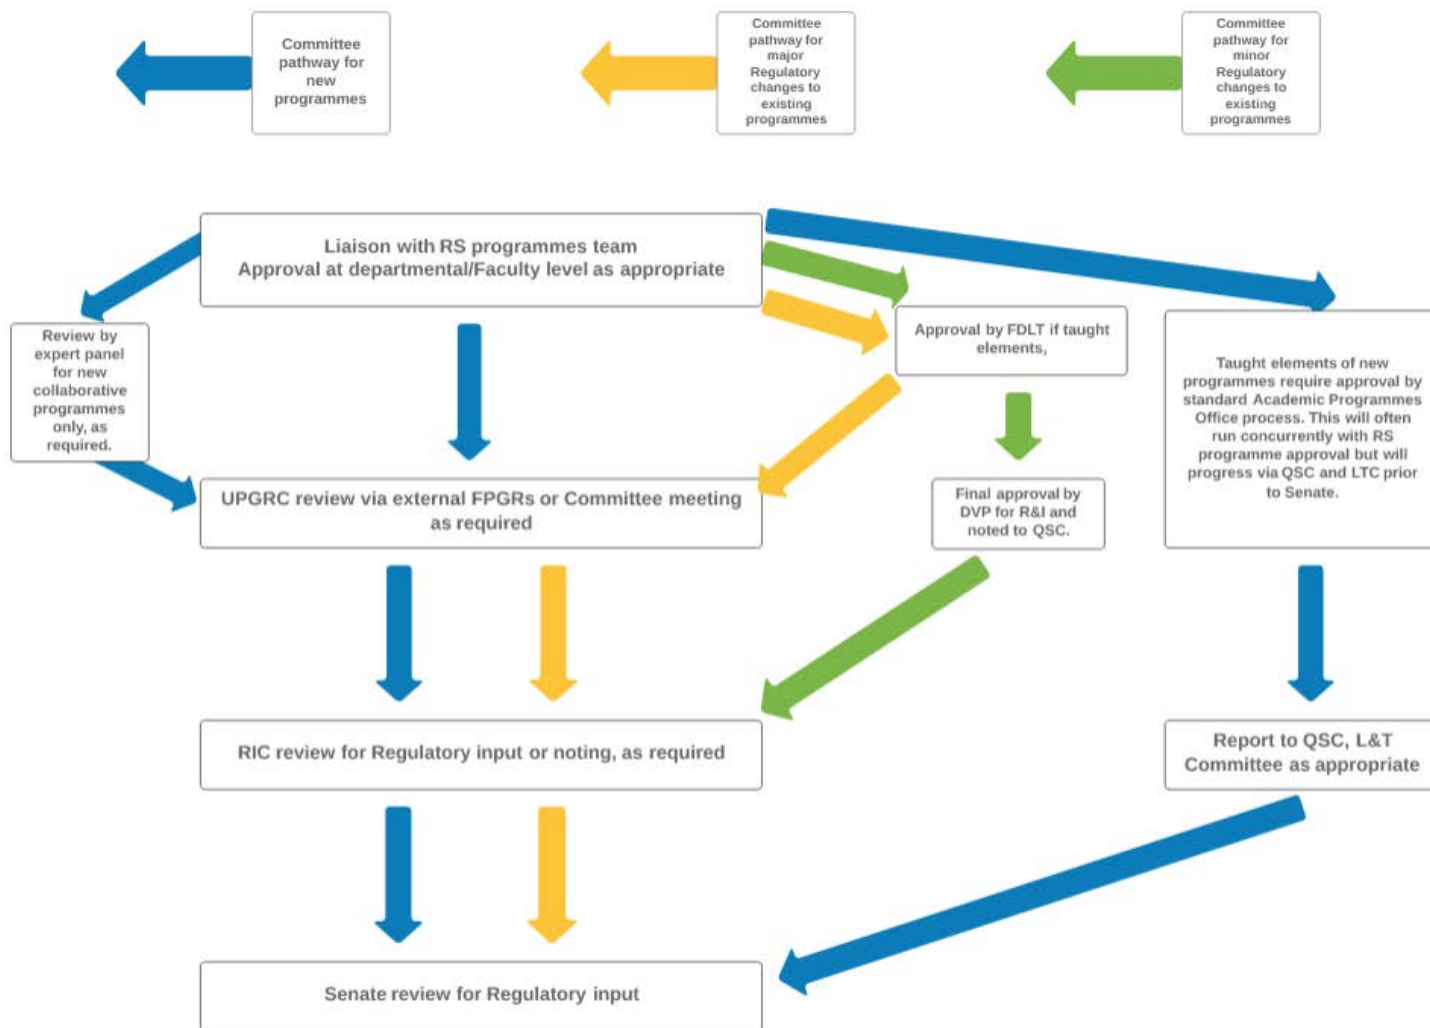 Committee
pathway for
new
programmes
Committee
pathway for
major
Regulatory
changes to
existing
programmes
Committee
pathway for
minor
Regulatory
changes to
existing
programmes
Liaison with RS programmes team
Approval at departmental/Faculty level as appropriate
Review by
expert panel
for new
collaborative
programmes
only, as
required.
Approval by FDLT if taught
elements,
Taught elements of new
programmes require approval by
standard Academic Programmes
Office process. This will often
run concurrently with RS
programme approval but will
progress via QSC and LTC prior
to Senate.
UPGRC review via external FPGRs or Committee meeting
as required
Final approval by
DVP for R&I and
noted to QSC.
RIC review for Regulatory input or noting, as required
Report to QSC, L&T
Committee as appropriate
Senate review for Regulatory input